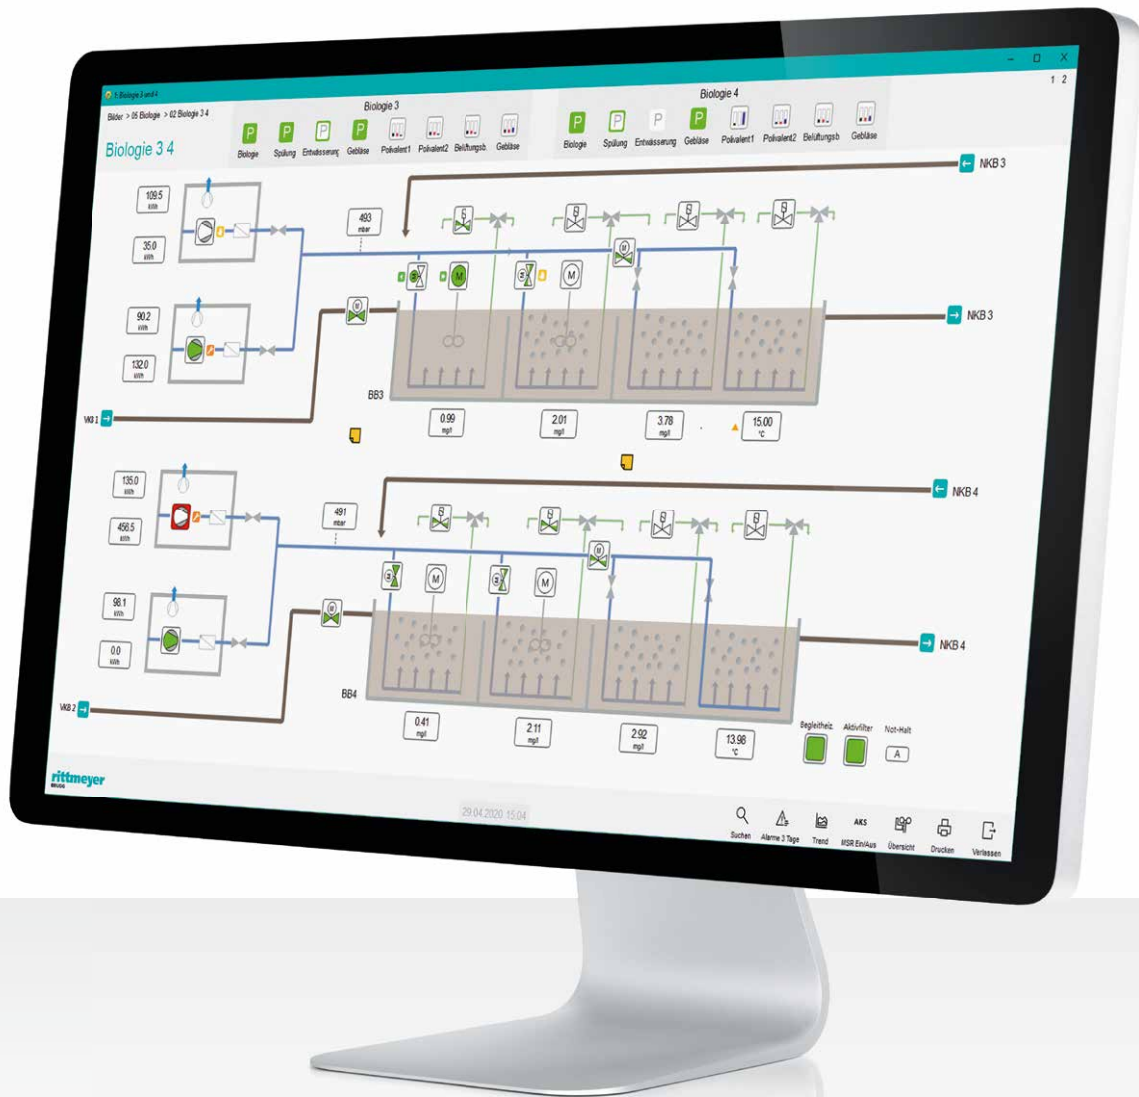 1: Biologie 3 und 4
1 2
Bilder > 05 Biologie > 02 Biologie 3 4
Biologie 3 4
Biologie 3
P P P P
Biologie Spülung Entwässerung Gebläse Polivalent1 Polivalent2 Belüftungsb. Gebläse
Biologie 4
P P P P
Biologie Spülung Entwässerung Gebläse Polivalent1 Polivalent2 Belüftungsb. Gebläse
NKB 3
109.5
kWh
493
mbar
35.0
kWh
M M M M M
90.2
kWh
M
NKB 3
132.0
kWh
BB3
VKB 1
0.99
mg/l
2.01
mg/l
3.78
mg/l
15.00
°C
135.0
kWh
NKB 4
491
mbar
456.5
kWh
M M M M M
98.1
kWh
M
NKB 4
0.0
kWh
BB4
VKB 2
0.41
mg/l
2.11
mg/l
2.92
mg/l
13.98
°C
Begleitheiz. Aktivfilter Not-Halt
A
rittmeyer
BRUGG
29.04.2020 15:04
AKS
Suchen Alarme 3 Tage Trend MSR Ein/Aus Übersicht Drucken Verlassen